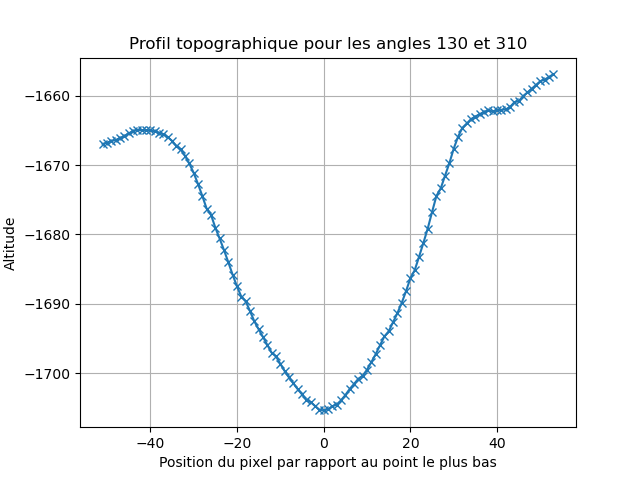 Profil topographique pour les angles 130 et 310
−1660
−1670
−1680
−1690
−1700
Altitude
−40 −20 0 20 40
Position du pixel par rapport au point le plus bas